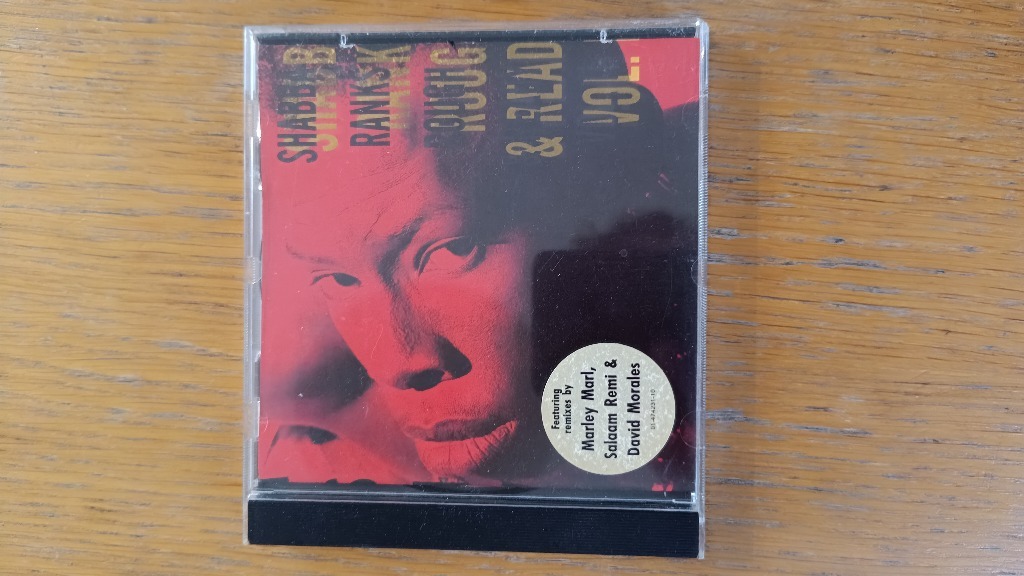 SHABBA
RANKS
ROUGH
& READY
VOL.
Featuring
remixes by
Marley Marl,
Salaam Remi &
David Morales